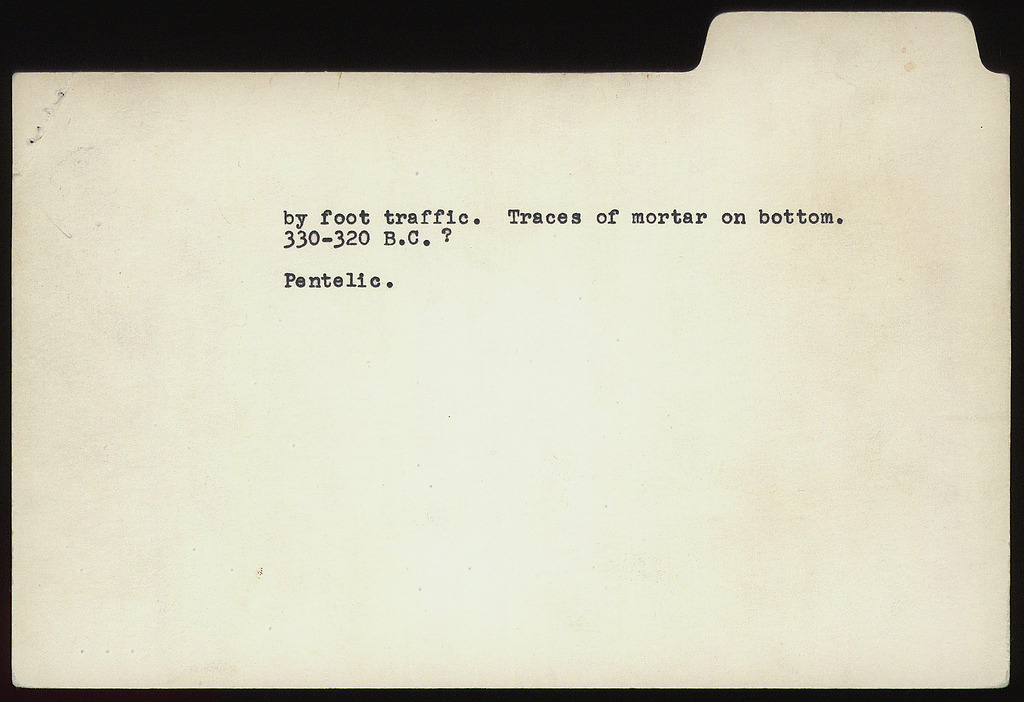 by foot traffic.  Traces of mortar on bottom.
330-320 B.C. ?
Pentelic.